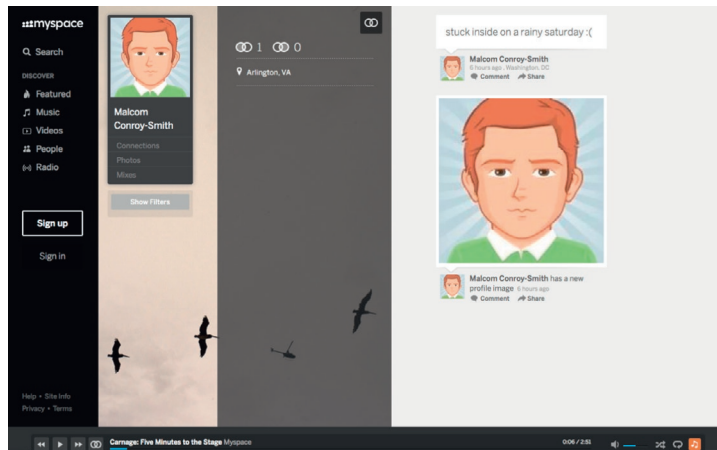 myspace
Search
DISCOVER
Featured
Music
Videos
People
Radio
Sign up
Sign in
Help • Site Info
Privacy • Terms
Malcom
Conroy-Smith
Connections
Photos
Mixes
Show Filters
1 0
Arlington, VA
stuck inside on a rainy saturday :(
Malcom Conroy-Smith
6 hours ago . Washington, DC
Comment Share
Malcom Conroy-Smith has a new
profile image 5 hours ago
Comment Share
Carnage: Five Minutes to the Stage Myspace
0:06 / 2:51